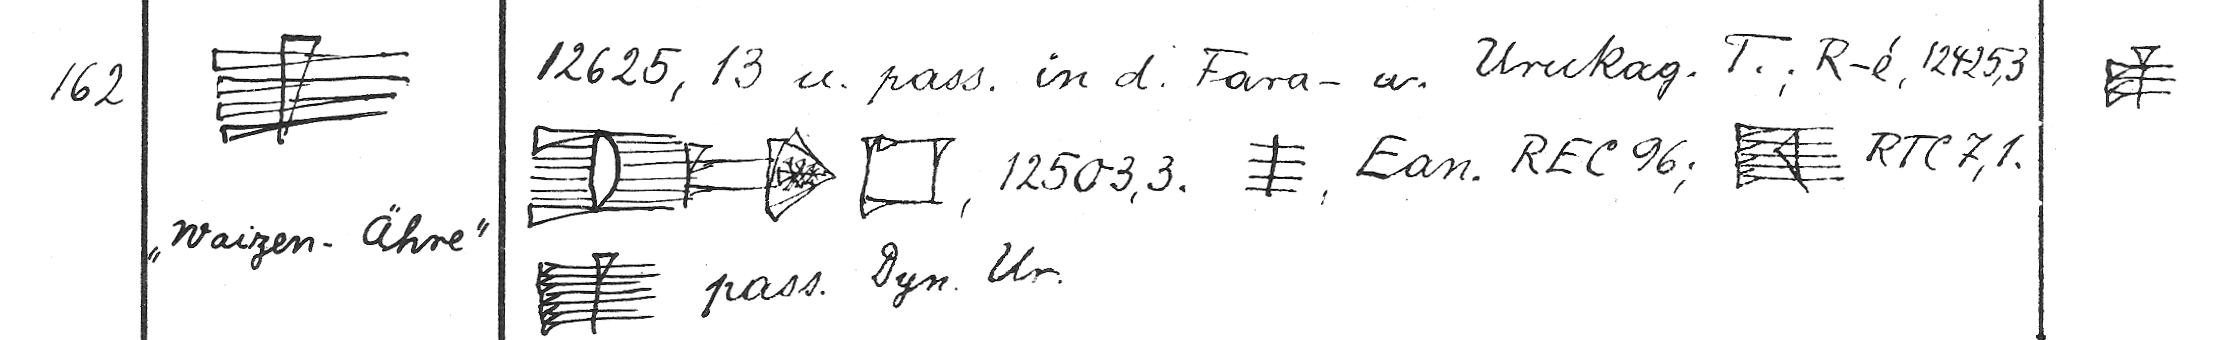 162
12625, 13 u. pass. in d. Fara- u. Urukag. T.; R-é, 12425,3
, 12503,3. , Ean. REC 96; RTC 7,1.
„Waizen-Ähre“
pass. Dyn. Ur.